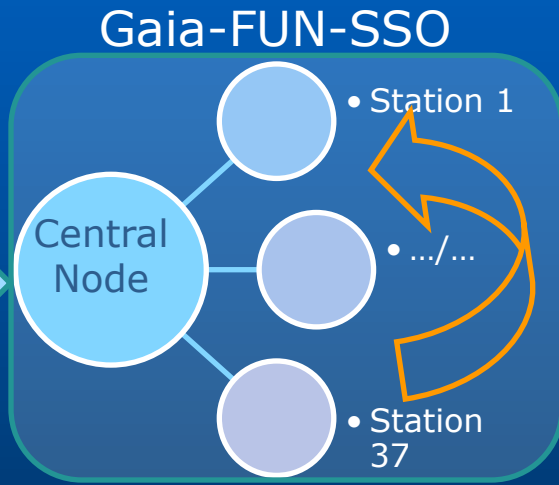 Gaia-FUN-SSO
• Station 1
Central
Node
• .../...
• Station
37